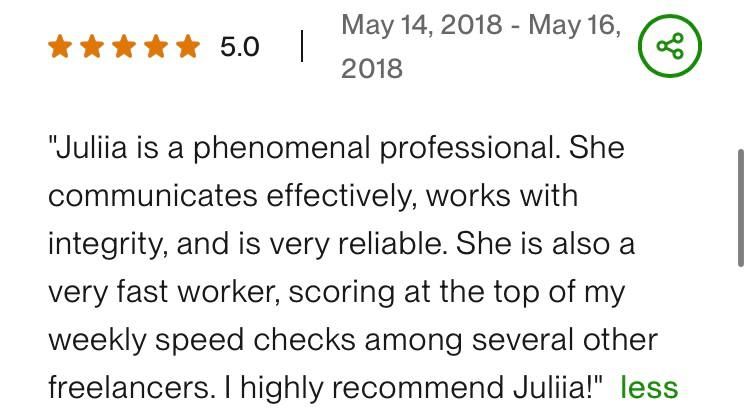 5.0
May 14, 2018 - May 16,
2018
"Juliia is a phenomenal professional. She
communicates effectively, works with
integrity, and is very reliable. She is also a
very fast worker, scoring at the top of my
weekly speed checks among several other
freelancers. I highly recommend Juliia!" less